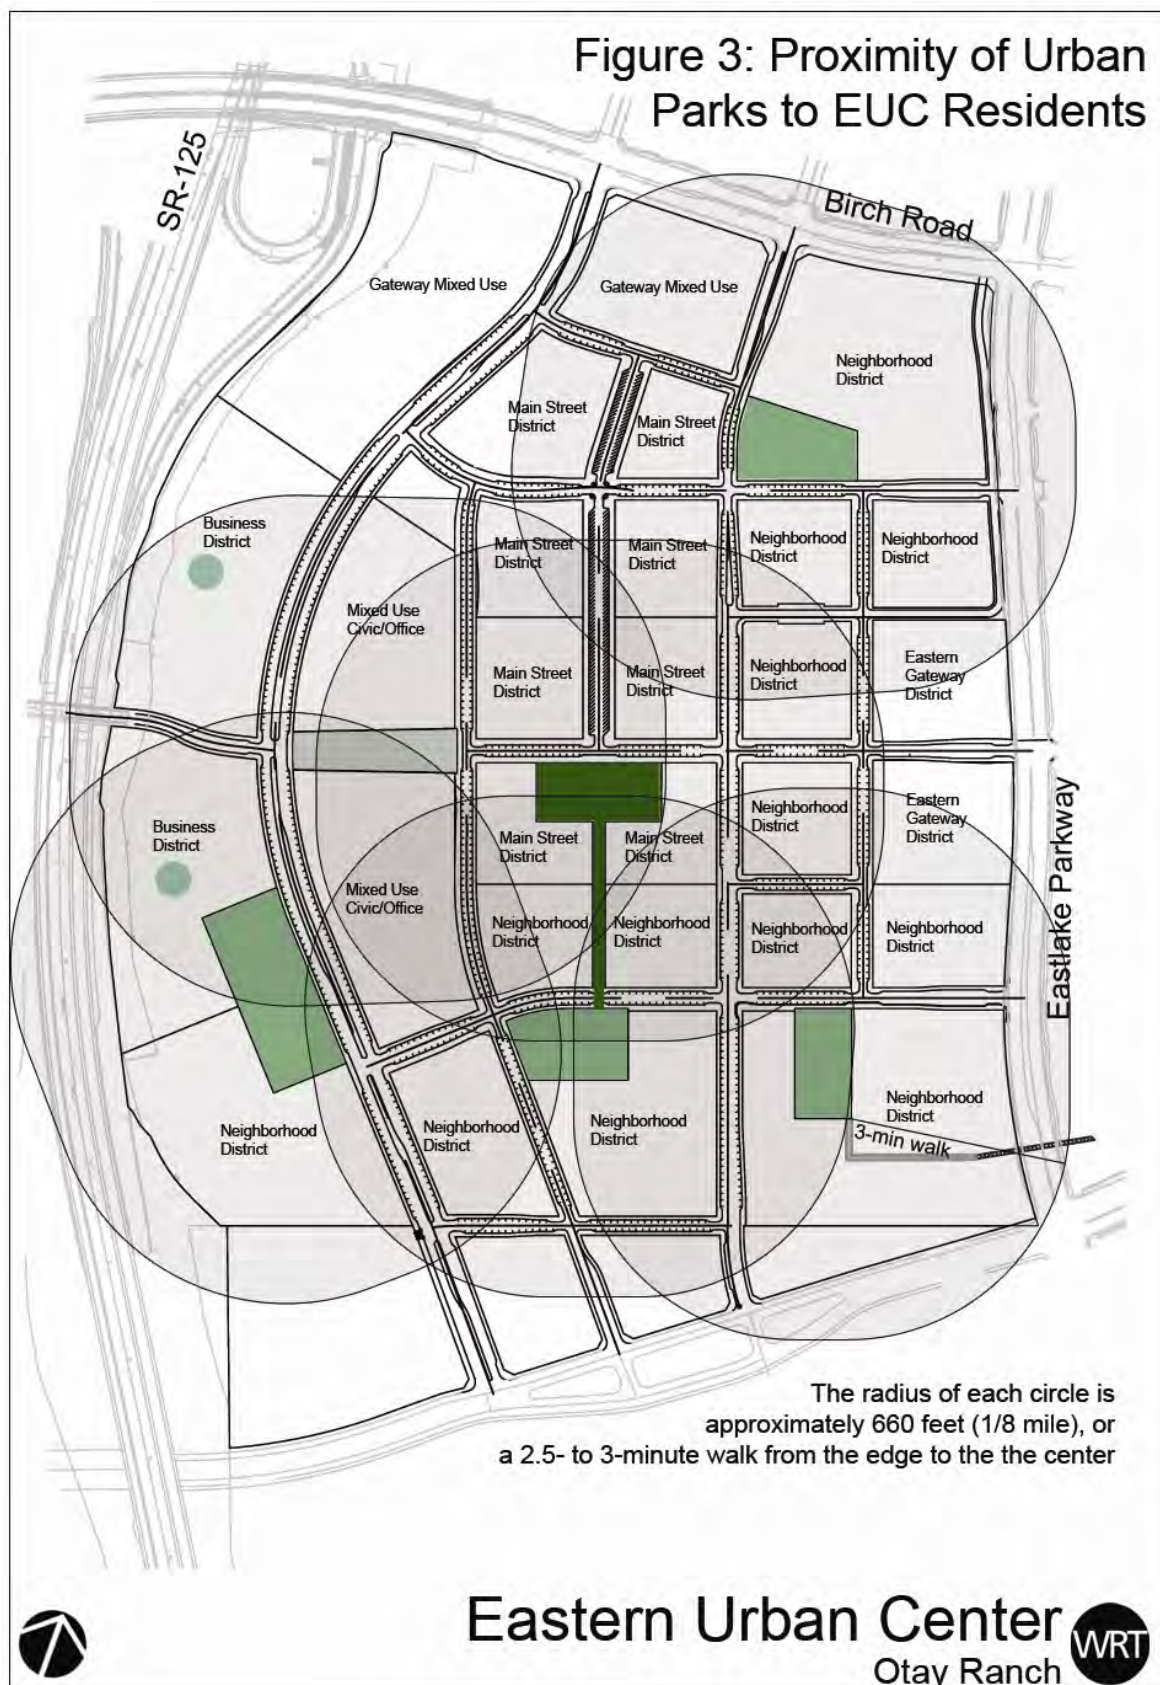 Figure 3: Proximity of Urban
Parks to EUC Residents
SR-125
Birch Road
Gateway Mixed Use
Gateway Mixed Use
Neighborhood
District
Main Street
District
Main Street
District
Business
District
Main Street
District
Main Street
District
Neighborhood
District
Neighborhood
District
Mixed Use
Civic/Office
Main Street
District
Main Street
District
Neighborhood
District
Eastern
Gateway
District
Business
District
Main Street
District
Main Street
District
Neighborhood
District
Eastern
Gateway
District
Eastlake Parkway
Mixed Use
Civic/Office
Neighborhood
District
Neighborhood
District
Neighborhood
District
Neighborhood
District
Neighborhood
District
Neighborhood
District
Neighborhood
District
Neighborhood
District
3-min walk
The radius of each circle is
approximately 660 feet (1/8 mile), or
a 2.5- to 3-minute walk from the edge to the the center
Eastern Urban Center
WRT
Otay Ranch